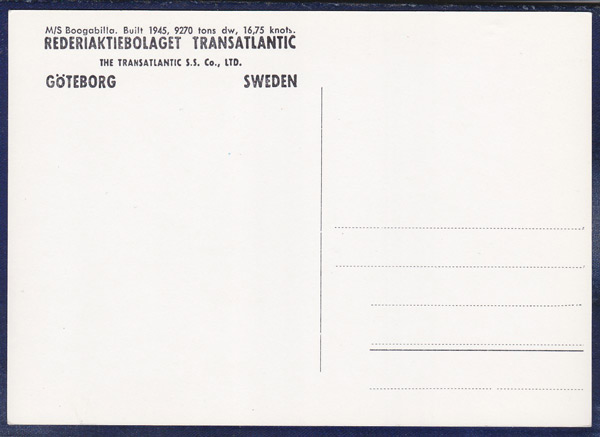 M/S Boogabilla. Built 1945, 9270 tons dw, 16,75 knots.
REDERIAKTIEBOLAGET TRANSATLANTIC
THE TRANSATLANTIC S.S. Co., LTD.
GÖTEBORG SWEDEN